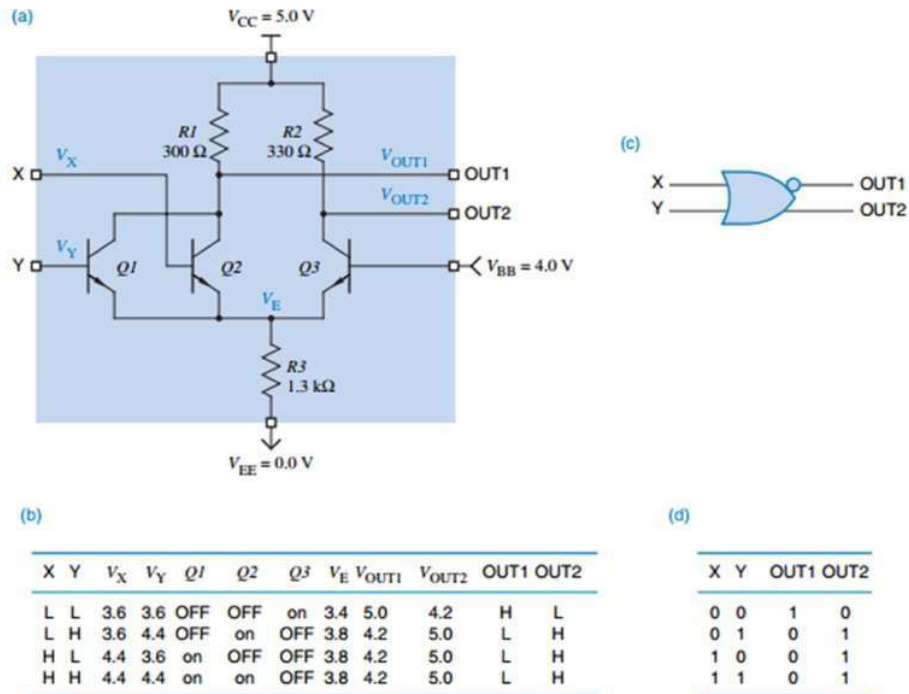 (a)
VCC = 5.0 V
R1
300 Ω
R2
330 Ω
VX
X
VOUT1
OUT1
VOUT2
OUT2
VY
Y
Q1
Q2
Q3
VBB = 4.0 V
VE
R3
1.3 kΩ
VEE = 0.0 V
(c)
X
OUT1
Y
OUT2
(b)
X Y VX VY Q1 Q2 Q3 VE VOUT1 VOUT2 OUT1 OUT2
L L 3.6 3.6 OFF OFF on 3.4 5.0 4.2 H L
L H 3.6 4.4 OFF on OFF 3.8 4.2 5.0 L H
H L 4.4 3.6 on OFF OFF 3.8 4.2 5.0 L H
H H 4.4 4.4 on on OFF 3.8 4.2 5.0 L H
(d)
X Y OUT1 OUT2
0 0 1 0
0 1 0 1
1 0 0 1
1 1 0 1